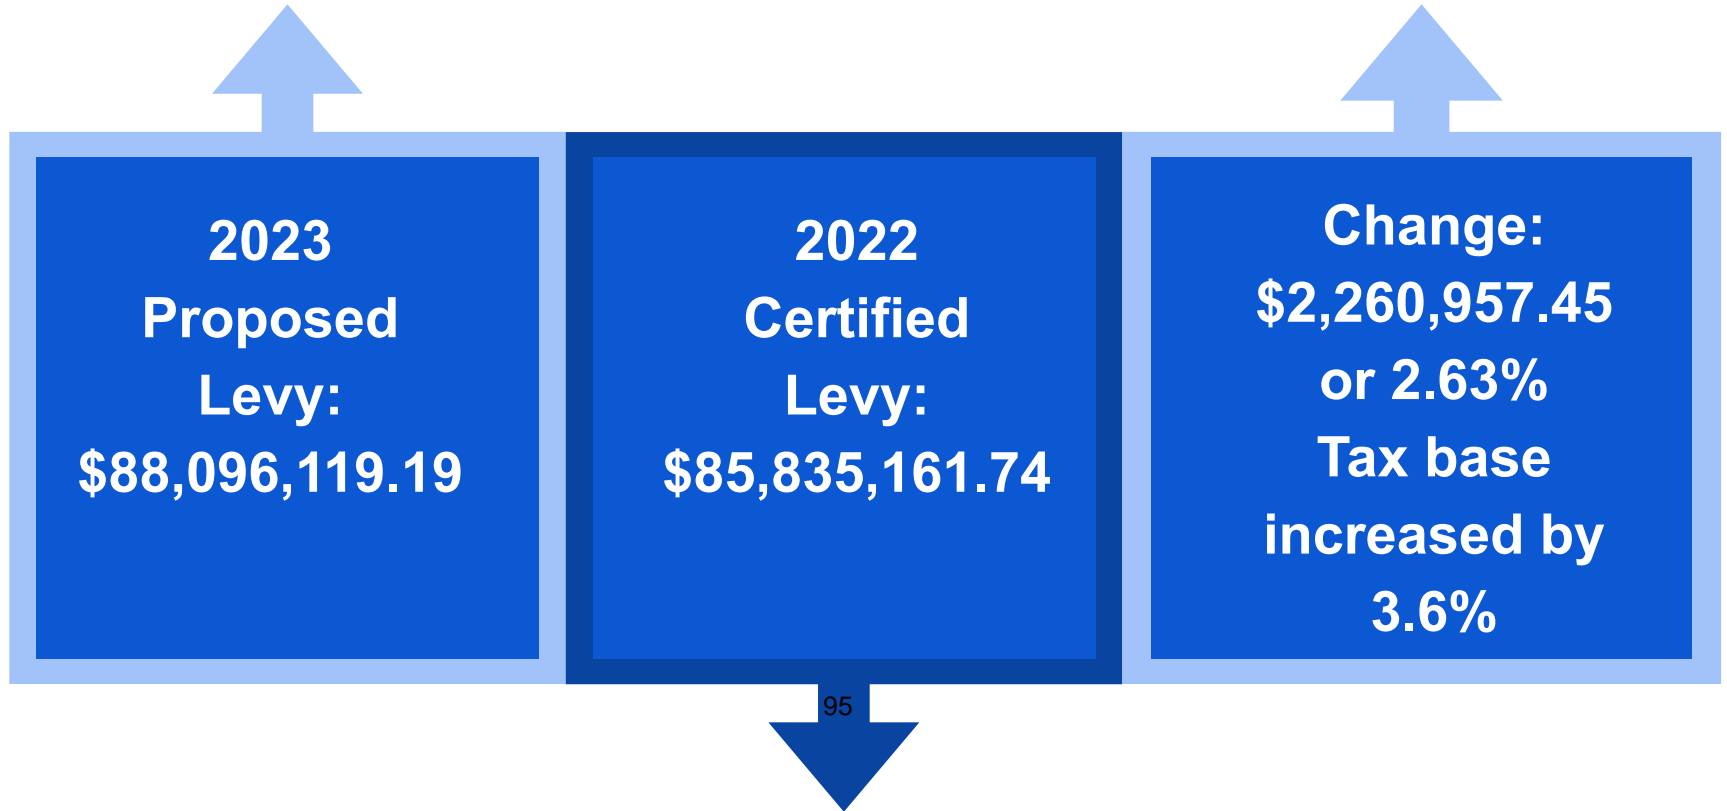 2023
Proposed
Levy:
$88,096,119.19
2022
Certified
Levy:
$85,835,161.74
Change:
$2,260,957.45
or 2.63%
Tax base
increased by
3.6%
95